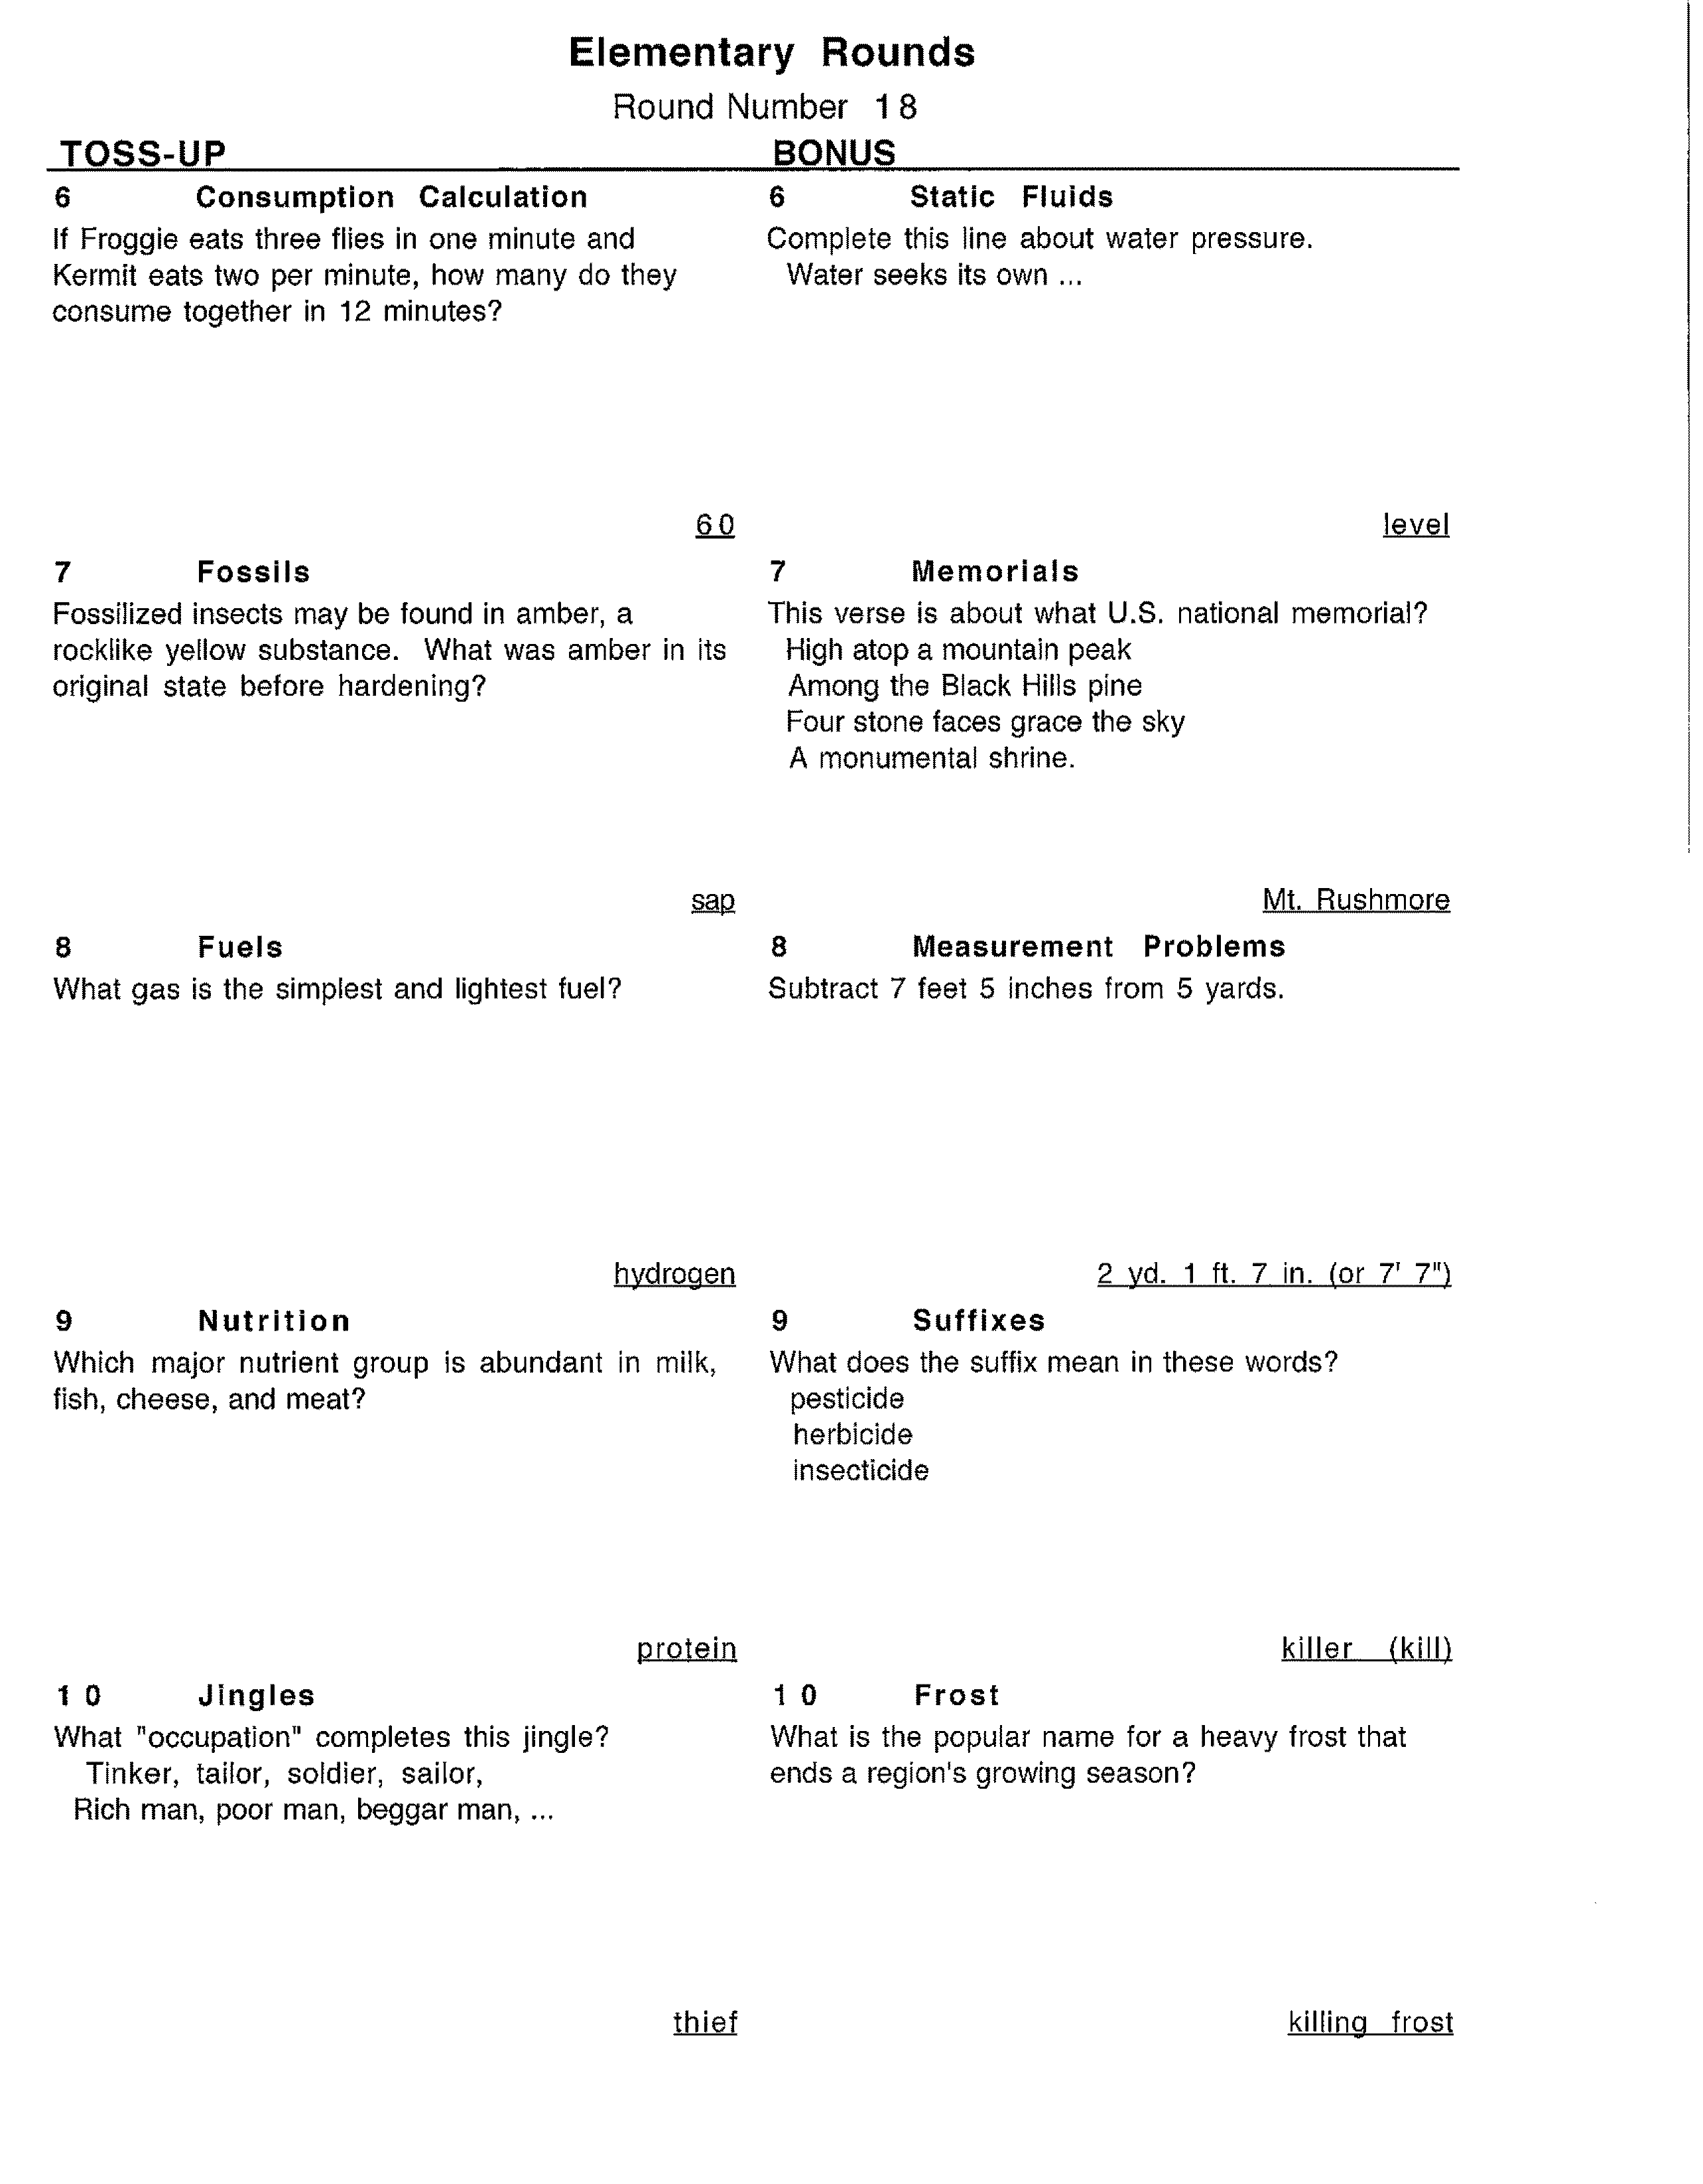 Elementary Rounds
Round Number 18
TOSS-UP
BONUS
6 Consumption Calculation
If Froggie eats three flies in one minute and
Kermit eats two per minute, how many do they
consume together in 12 minutes?
60
6 Static Fluids
Complete this line about water pressure.
Water seeks its own ...
level
7 Fossils
Fossilized insects may be found in amber, a
rocklike yellow substance. What was amber in its
original state before hardening?
sap
7 Memorials
This verse is about what U.S. national memorial?
High atop a mountain peak
Among the Black Hills pine
Four stone faces grace the sky
A monumental shrine.
Mt. Rushmore
8 Fuels
What gas is the simplest and lightest fuel?
hydrogen
8 Measurement Problems
Subtract 7 feet 5 inches from 5 yards.
2 yd. 1 ft. 7 in. (or 7' 7")
9 Nutrition
Which major nutrient group is abundant in milk,
fish, cheese, and meat?
protein
9 Suffixes
What does the suffix mean in these words?
pesticide
herbicide
insecticide
killer (kill)
10 Jingles
What "occupation" completes this jingle?
Tinker, tailor, soldier, sailor,
Rich man, poor man, beggar man, ...
thief
10 Frost
What is the popular name for a heavy frost that
ends a region's growing season?
killing frost